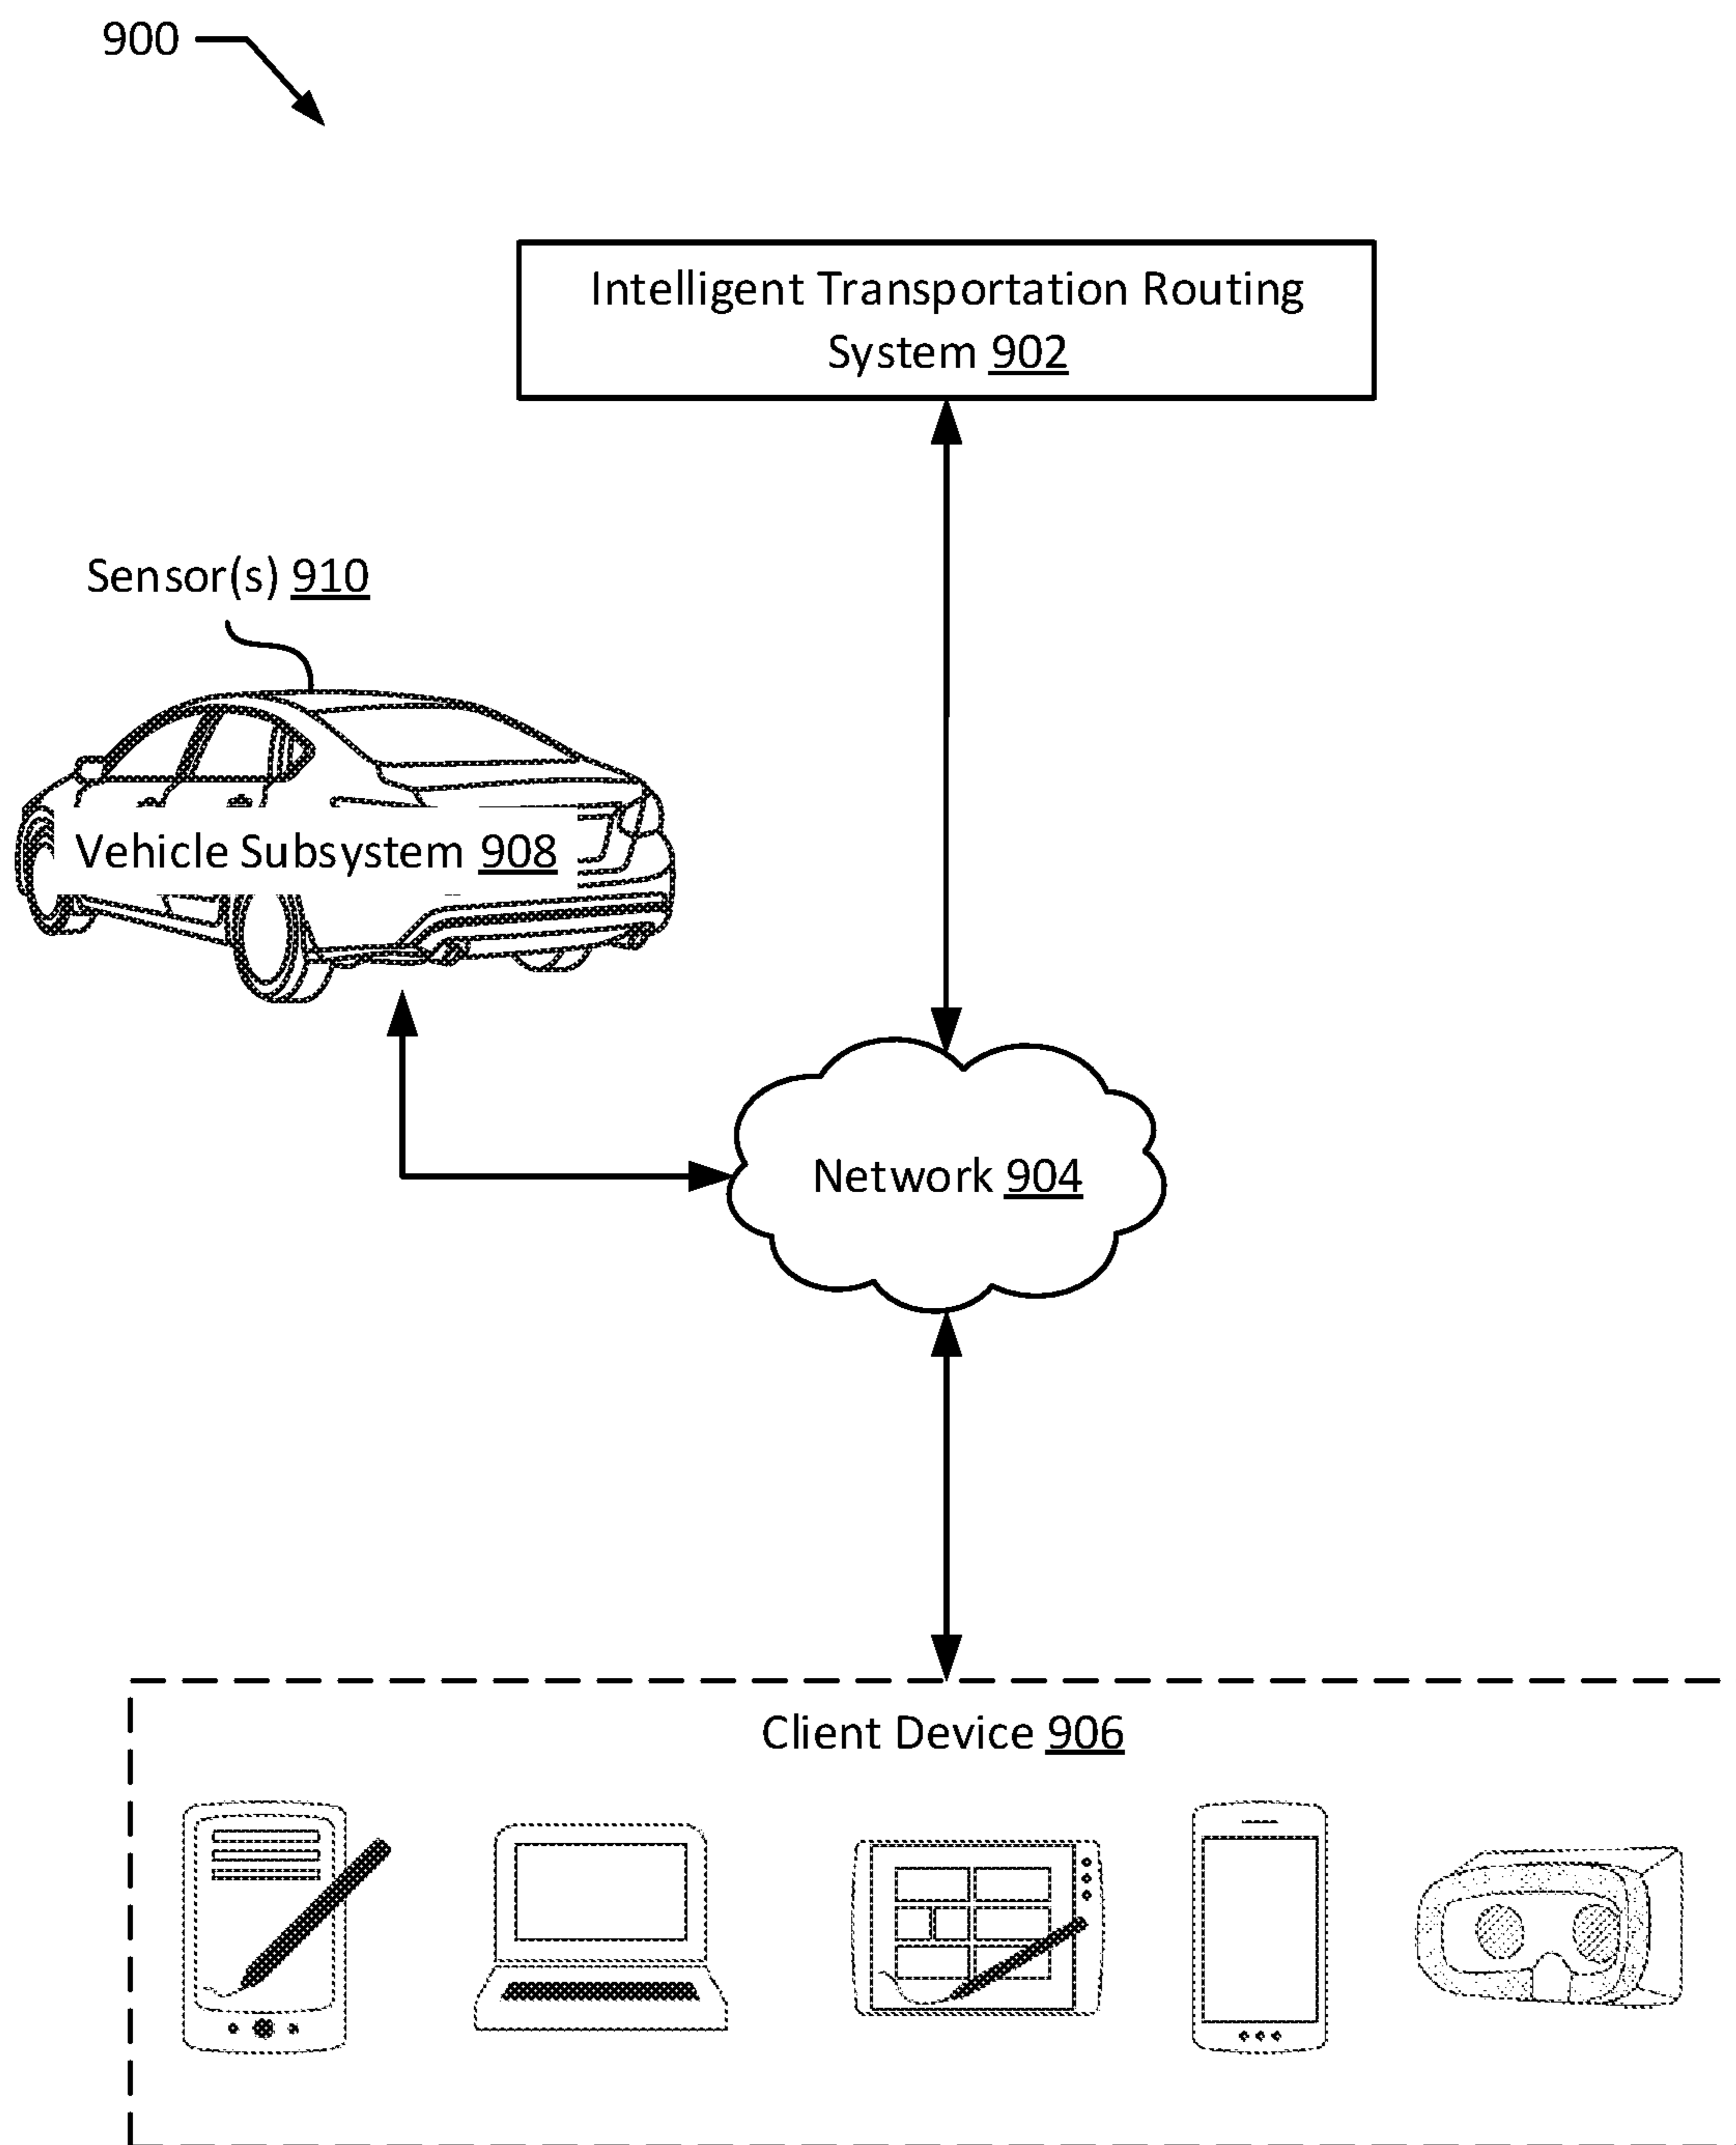 900
Intelligent Transportation Routing
System 902
Sensor(s) 910
Vehicle Subsystem 908
Network 904
Client Device 906